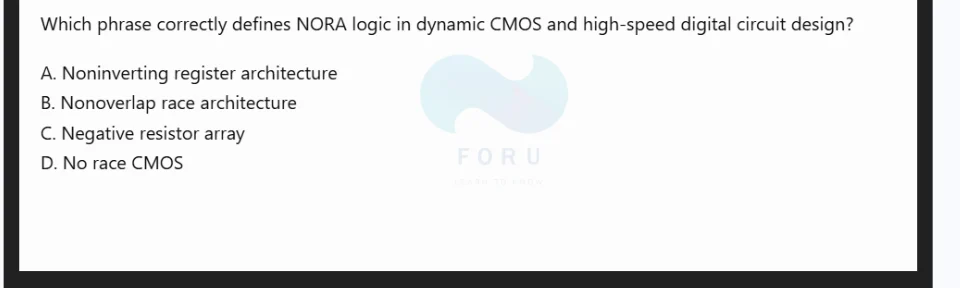 Which phrase correctly defines NORA logic in dynamic CMOS and high-speed digital circuit design?
A. Noninverting register architecture
B. Nonoverlap race architecture
C. Negative resistor array
D. No race CMOS
FORU